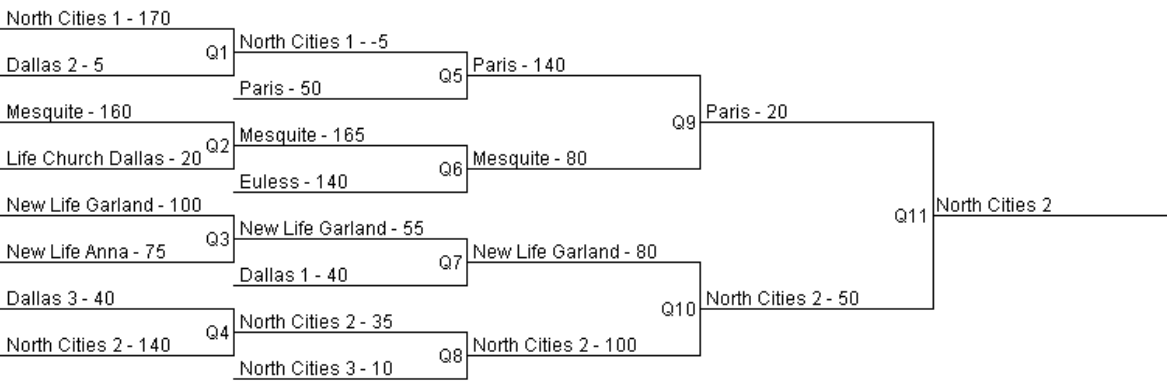 North Cities 1 - 170
Q1
Dallas 2 - 5
North Cities 1 - -5
Q5
Paris - 50
Paris - 140
Mesquite - 160
Q2
Life Church Dallas - 20
Mesquite - 165
Q6
Euless - 140
Mesquite - 80
Q9
Paris - 20
New Life Garland - 100
Q3
New Life Anna - 75
New Life Garland - 55
Q7
Dallas 1 - 40
New Life Garland - 80
Dallas 3 - 40
Q4
North Cities 2 - 140
North Cities 2 - 35
Q8
North Cities 3 - 10
North Cities 2 - 100
Q10
North Cities 2 - 50
Q11
North Cities 2